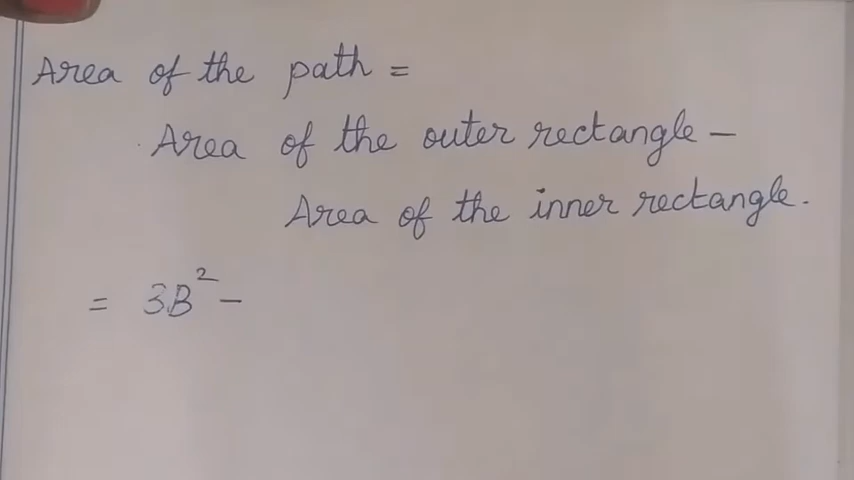 Area of the path =
Area of the outer rectangle -
Area of the inner rectangle.
= 3B² -